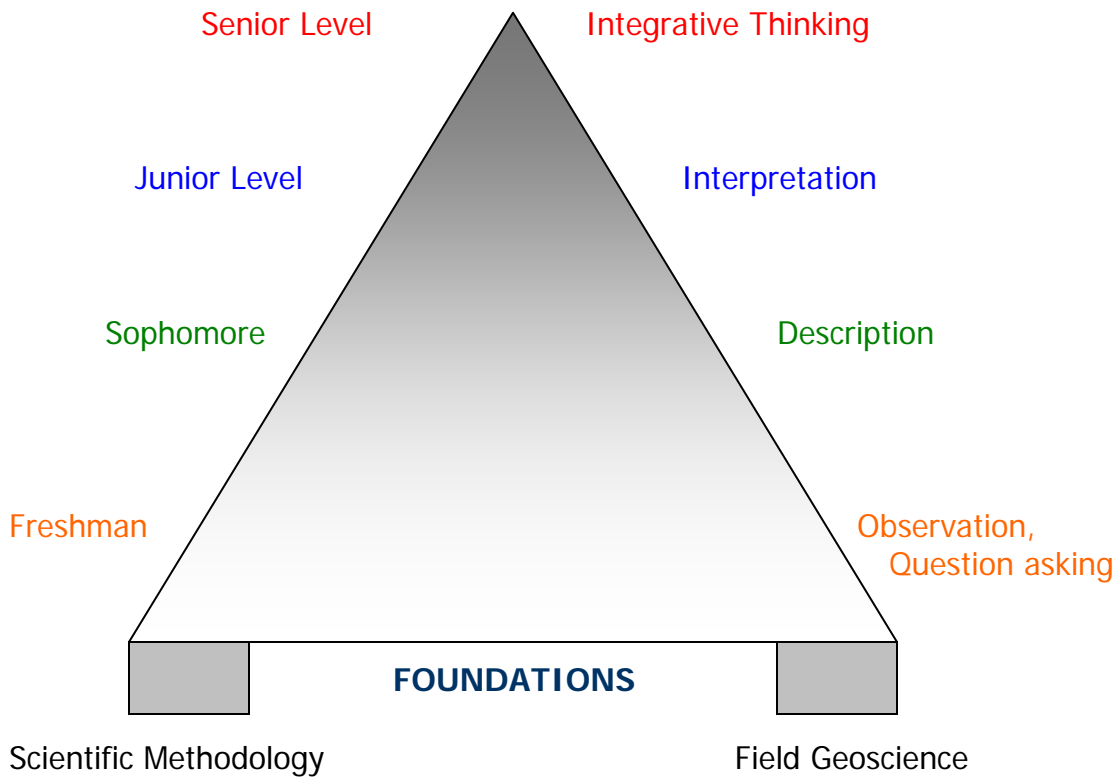 Senior Level
Integrative Thinking
Junior Level
Interpretation
Sophomore
Description
Freshman
Observation,
Question asking
FOUNDATIONS
Scientific Methodology
Field Geoscience